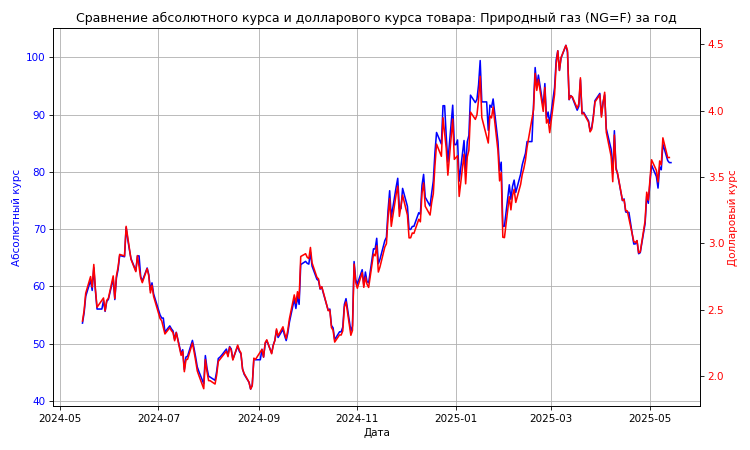 Сравнение абсолютного курса и долларового курса товара: Природный газ (NG=F) за год
Абсолютный курс
100
90
80
70
60
50
40
4.5
4.0
3.5
3.0
2.5
2.0
Долларовый курс
2024-05 2024-07 2024-09 2024-11 2025-01 2025-03 2025-05
Дата